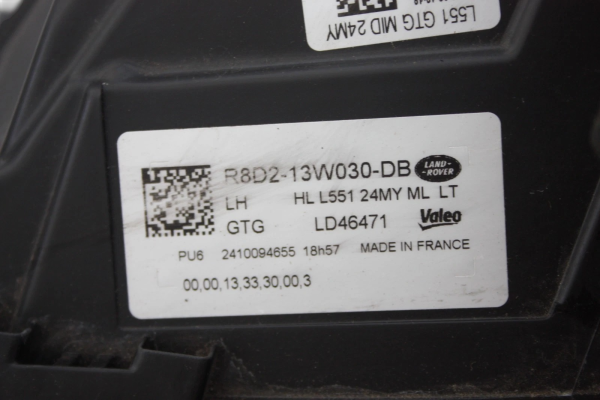 L551 GTG MID 24MY
R8D2-13W030-DB LAND-ROVER
LH HL L551 24MY ML LT
GTG LD46471 Valeo
PU6 2410094655 18h57 MADE IN FRANCE
00,00,13,33,30,00,3